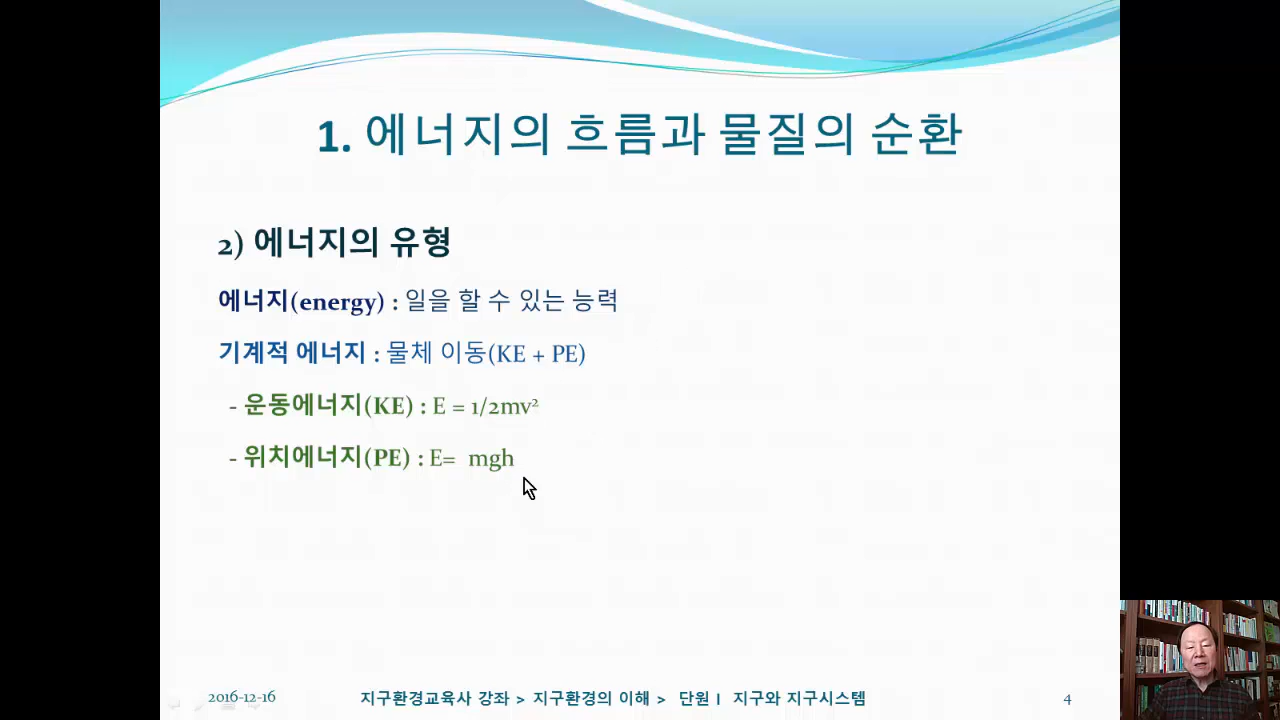 1. 에너지의 흐름과 물질의 순환
2) 에너지의 유형
에너지(energy) : 일을 할 수 있는 능력
기계적 에너지 : 물체 이동(KE + PE)
- 운동에너지(KE) : E = 1/2mv²
- 위치에너지(PE) : E= mgh
2016-12-16 지구환경교육사 강좌 > 지구환경의 이해 > 단원 I 지구와 지구시스템 4